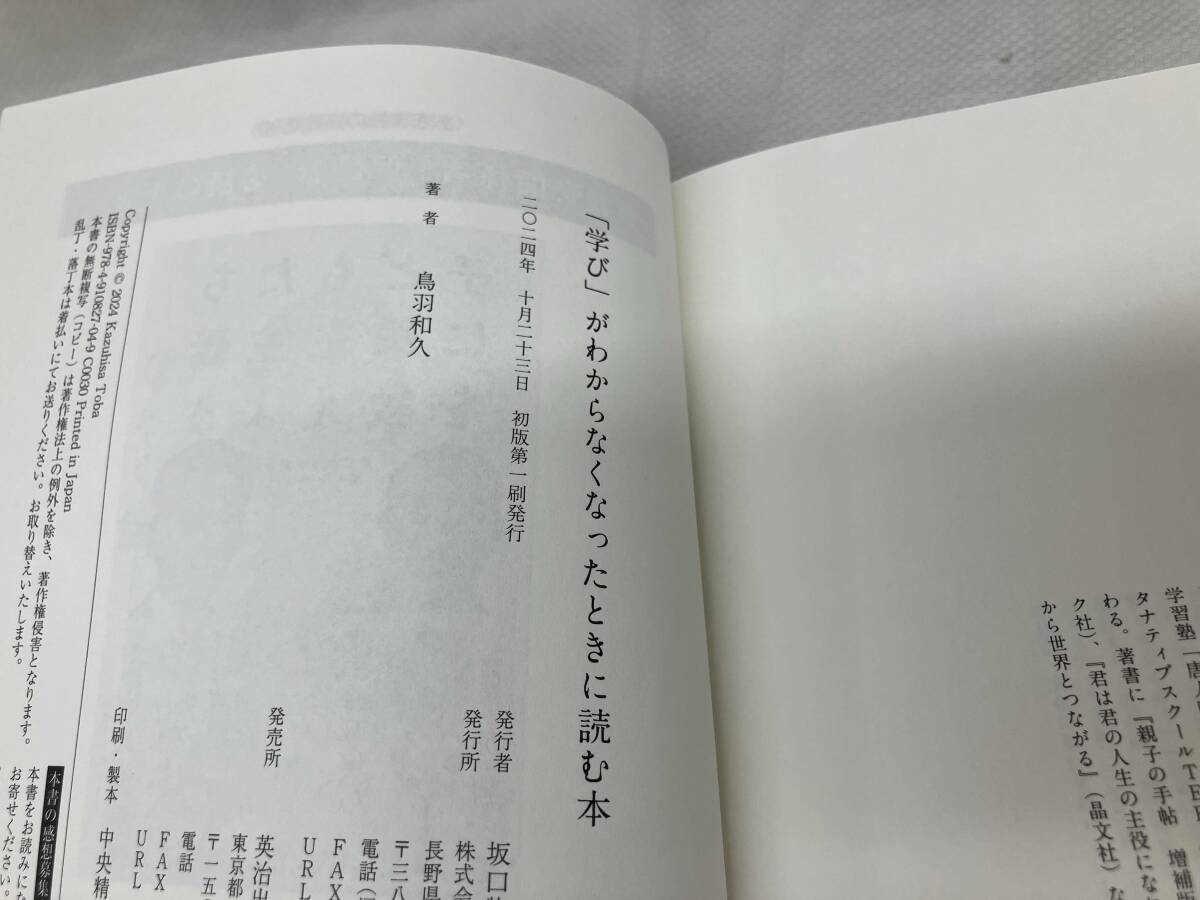 学習塾「唐人
タナティブスクールTER
わる。著書に『親子の手帖 増補版
ク社)、『君は君の人生の主役にな
から世界とつながる』(晶文社)な
「学び」がわからなくなったときに読む本
二〇二四年 十月二十三日 初版第一刷発行
著者 鳥羽和久
発行者 坂口
発行所 株式会
長野県
〒三八
電話
FAX
URL
発売所 英治出
東京都
〒一五〇
電話
FAX
URL
印刷・製本 中央精
Copyright © 2024 Kazuhisa Toba
ISBN-978-4-910827-04-9 C0030 Printed in Japan
本書の無断複写(コピー)は著作権法上の例外を除き、著作権侵害となります。
乱丁・落丁本は着払いにてお送りください。お取り替えいたします。
本書の感想募集
本書をお読みにな
お寄せください。